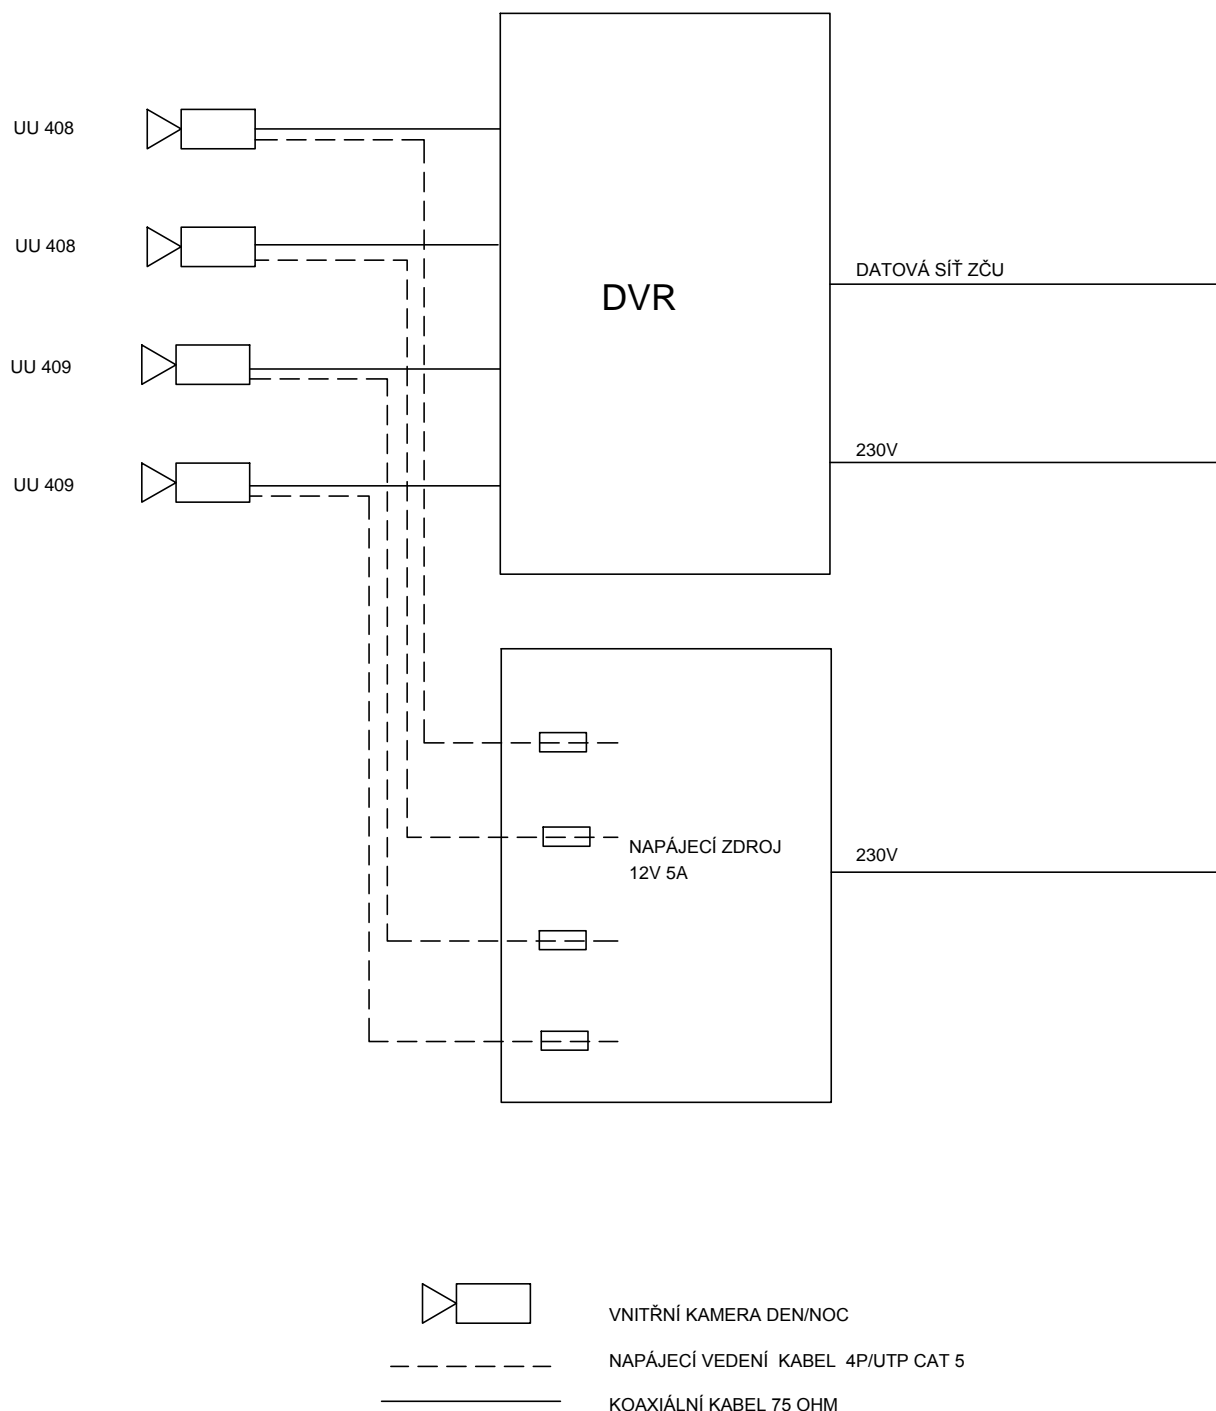 UU 408
UU 408
DVR
DATOVÁ SÍŤ ZČU
UU 409
230V
UU 409
NAPÁJECÍ ZDROJ
12V 5A
230V
VNITŘNÍ KAMERA DEN/NOC
NAPÁJECÍ VEDENÍ  KABEL  4P/UTP CAT 5
KOAXIÁLNÍ KABEL 75 OHM